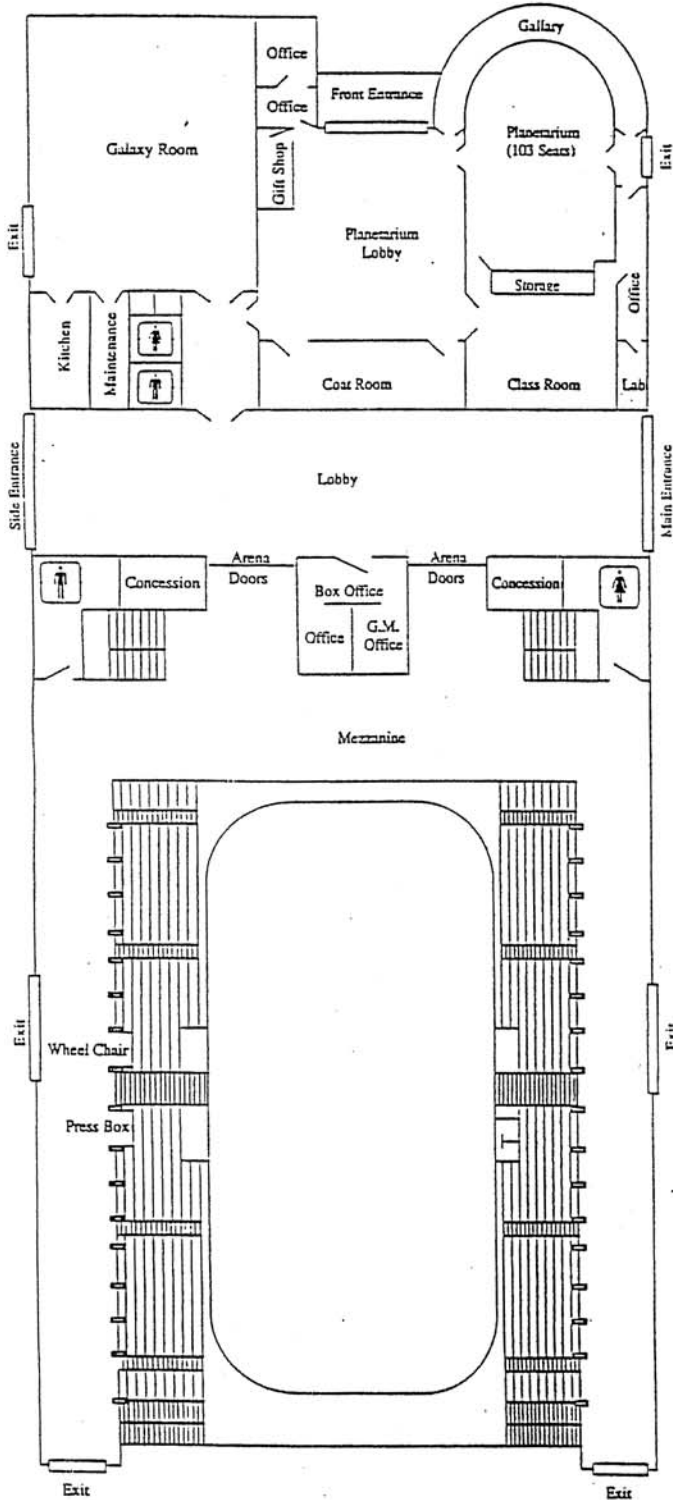 Gallary
Office
Front Entrance
Office
Planetarium
(103 Seats)
Galaxy Room
Exit
Gift Shop
Planetarium
Lobby
Exit
Storage
Office
Kitchen
Maintenance
Coat Room
Class Room
Lab
Side Entrance
Lobby
Main Entrance
Arena
Doors
Arena
Doors
Concession
Box Office
Concession
Office
G.M.
Office
Mezzanine
Exit
Exit
Wheel Chair
Press Box
Exit
Exit